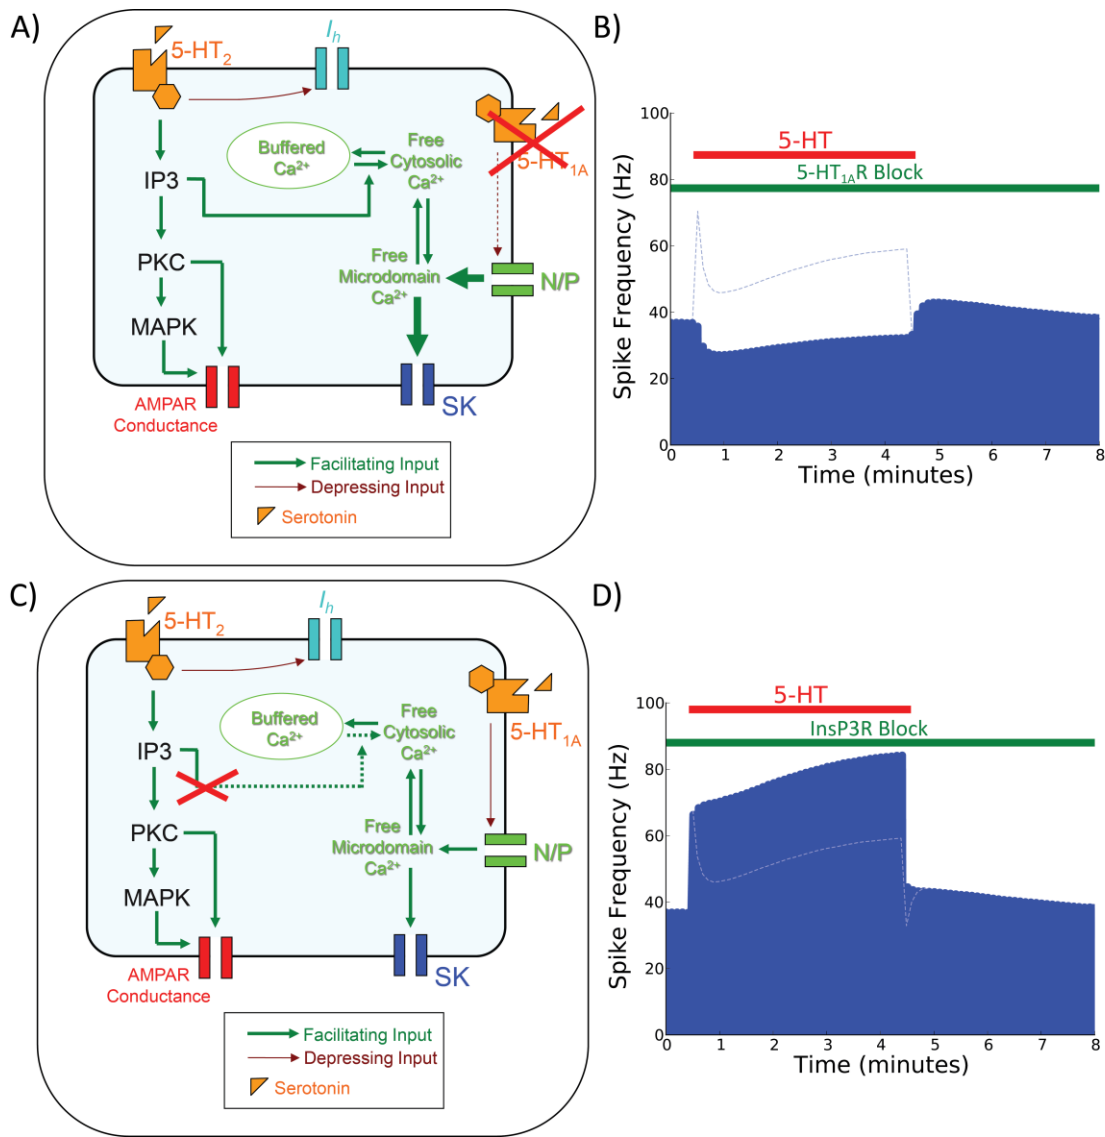 A)
5-HT2
Ih
Buffered
Ca2+
Free
Cytosolic
Ca2+
5-HT1A
IP3
PKC
MAPK
Free
Microdomain
Ca2+
N/P
AMPAR
Conductance
SK
Facilitating Input
Depressing Input
Serotonin
B)
Spike Frequency (Hz)
100
80
60
40
20
0
5-HT
5-HT1AR Block
0 1 2 3 4 5 6 7 8
Time (minutes)
C)
5-HT2
Ih
Buffered
Ca2+
Free
Cytosolic
Ca2+
5-HT1A
IP3
PKC
MAPK
Free
Microdomain
Ca2+
N/P
AMPAR
Conductance
SK
Facilitating Input
Depressing Input
Serotonin
D)
Spike Frequency (Hz)
100
80
60
40
20
0
5-HT
InsP3R Block
0 1 2 3 4 5 6 7 8
Time (minutes)